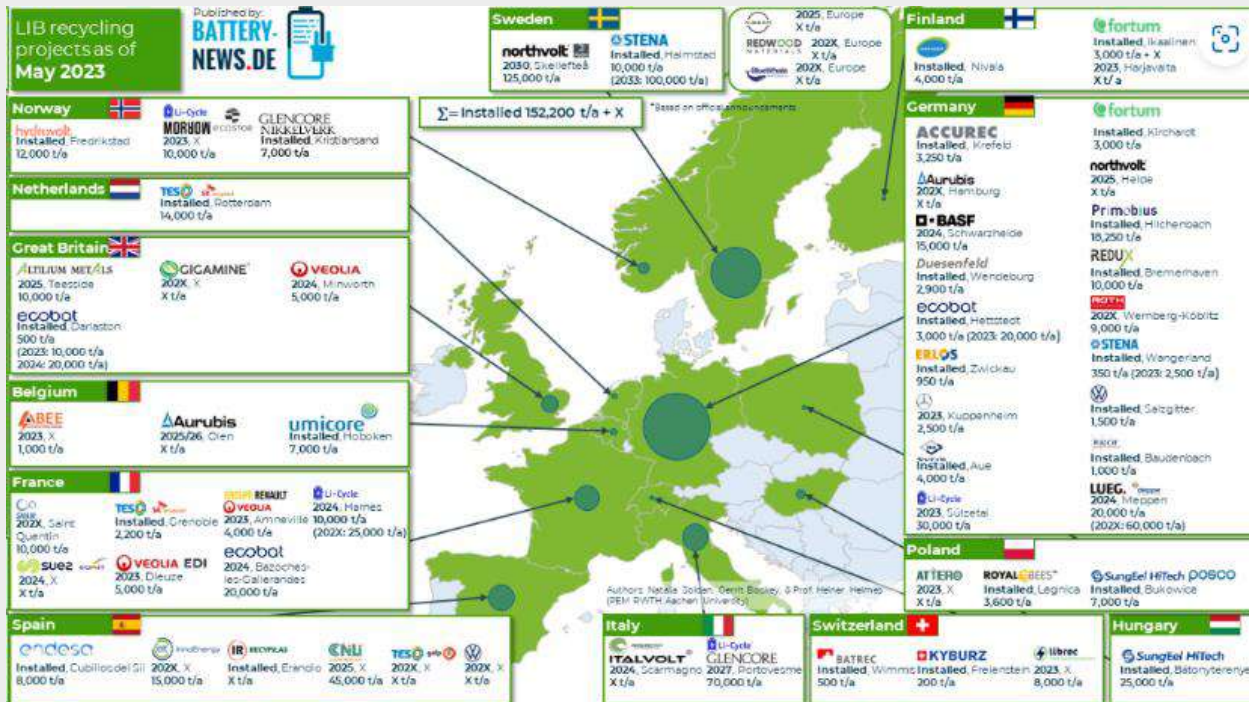 LIB recycling
projects as of
May 2023
Published by:
BATTERY-
NEWS.DE
Sweden
northvolt
2030, Skellefteå
125,000 t/a
STENA
Installed, Halmstad
10,000 t/a
(2033: 100,000 t/a)
2025, Europe
X t/a
REDWOOD
MATERIALS
202X, Europe
X t/a
202X, Europe
X t/a
*Based on official announcements
Finland
Installed, Nivala
4,000 t/a
fortum
Installed, Ikaalinen
3,000 t/a + X
2023, Harjavalta
X t/a
Σ= Installed 152,200 t/a + X
Norway
hydrovolt
Installed, Fredrikstad
12,000 t/a
Li-Cycle
MORROW ECOSTOR
2023, X
10,000 t/a
GLENCORE
NIKKELVERK
Installed, Kristiansand
7,000 t/a
Netherlands
TES
Installed, Rotterdam
14,000 t/a
Great Britain
ALTILIUM METALS
2025, Teesside
10,000 t/a
GIGAMINE
202X, X
X t/a
VEOLIA
2024, Minworth
5,000 t/a
ecobat
Installed, Darlaston
500 t/a
(2023: 10,000 t/a
2024: 20,000 t/a)
Belgium
ABEE
2023, X
1,000 t/a
Aurubis
2025/26, Olen
X t/a
umicore
Installed, Hoboken
7,000 t/a
France
202X, Saint
Quentin
10,000 t/a
TES
Installed, Grenoble
2,200 t/a
GROUPE RENAULT
VEOLIA
2023, Amneville
4,000 t/a
Li-Cycle
2024, Harnes
10,000 t/a
(202X: 25,000 t/a)
suez
2024, X
X t/a
VEOLIA EDI
2023, Dieuze
5,000 t/a
ecobat
2024, Bazoches-
les-Gallerandes
20,000 t/a
Spain
endesa
Installed, Cubillos del Sil
8,000 t/a
InnoEnergy
202X, X
15,000 t/a
RECYPILAS
Installed, Erandio
X t/a
2025, X
45,000 t/a
TES
202X, X
X t/a
202X, X
X t/a
Germany
ACCUREC
Installed, Krefeld
3,250 t/a
Aurubis
202X, Hamburg
X t/a
BASF
2024, Schwarzheide
15,000 t/a
Duesenfeld
Installed, Wendeburg
2,900 t/a
ecobat
Installed, Hettstedt
3,000 t/a (2023: 20,000 t/a)
ERLOS
Installed, Zwickau
950 t/a
2023, Kuppenheim
2,500 t/a
Installed, Aue
4,000 t/a
Li-Cycle
2023, Sülzetal
30,000 t/a
fortum
Installed, Kirchardt
3,000 t/a
northvolt
2025, Heide
X t/a
Primobius
Installed, Hilchenbach
18,250 t/a
REDUX
Installed, Bremerhaven
10,000 t/a
ROTH
202X, Wernberg-Köblitz
9,000 t/a
STENA
Installed, Wangerland
350 t/a (2023: 2,500 t/a)
Installed, Salzgitter
1,500 t/a
Installed, Baudenbach
1,000 t/a
LUEG.
2024, Meppen
20,000 t/a
(202X: 60,000 t/a)
Poland
ATTERO
2023, X
X t/a
ROYAL BEES
Installed, Legnica
3,600 t/a
SungEel HiTech posco
Installed, Bukowice
7,000 t/a
Authors: Natalia Soldan, Gerrit Bockey, & Prof. Heiner Heimes
(PEM RWTH Aachen University)
Italy
ITALVOLT
2024, Scarmagno
X t/a
Li-Cycle
GLENCORE
2027, Portovesme
70,000 t/a
Switzerland
BATREC
Installed, Wimmis
500 t/a
KYBURZ
Installed, Freienstein
200 t/a
librec
2023, X
8,000 t/a
Hungary
SungEel HiTech
Installed, Bátonyterenye
25,000 t/a